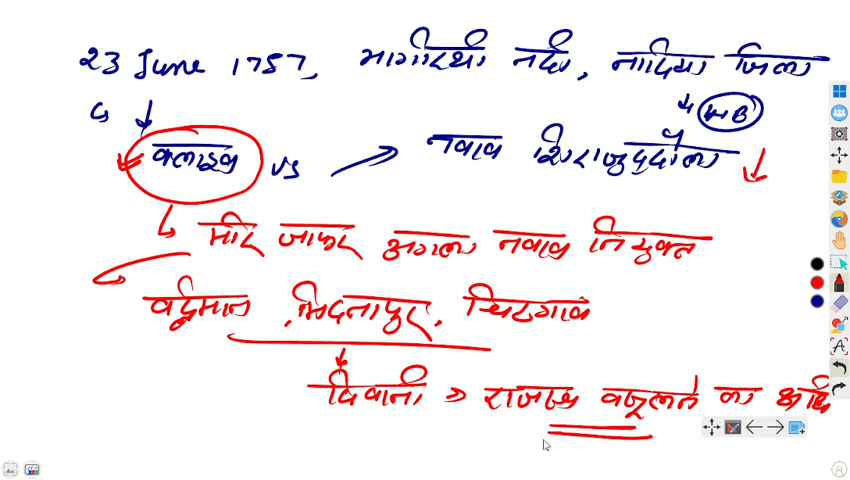 23 June 1757, भागीरथी नदी, नादिया जिला
WB
क्लाइव vs नवाब सिराजुद्दौला
मीर जाफर अगला नवाब नियुक्त
वर्द्धमान, मिदनापुर, चिटगांव
दिवानी राजस्व वसूलने का